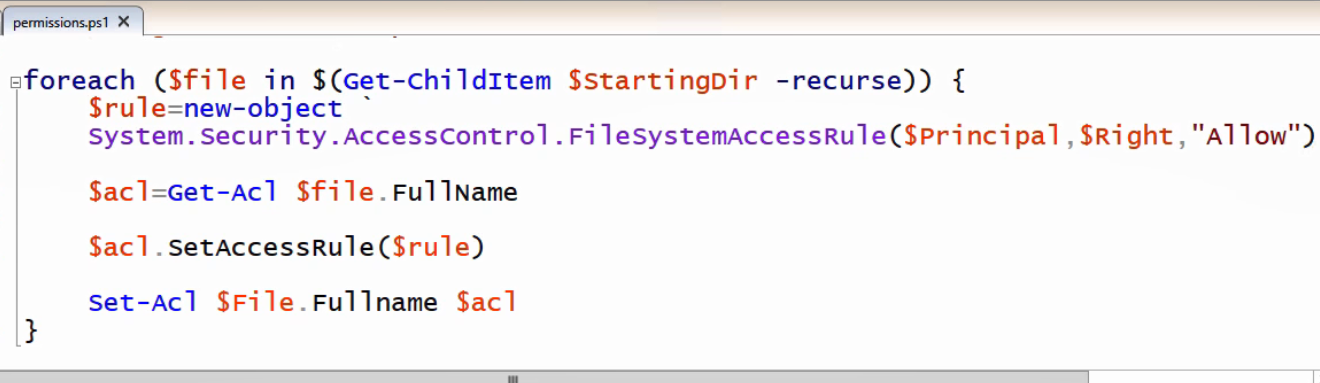 permissions.ps1
foreach ($file in $(Get-ChildItem $StartingDir -recurse)) {
$rule=new-object `
System.Security.AccessControl.FileSystemAccessRule($Principal,$Right,"Allow")
$acl=Get-Acl $file.FullName
$acl.SetAccessRule($rule)
Set-Acl $File.Fullname $acl
}